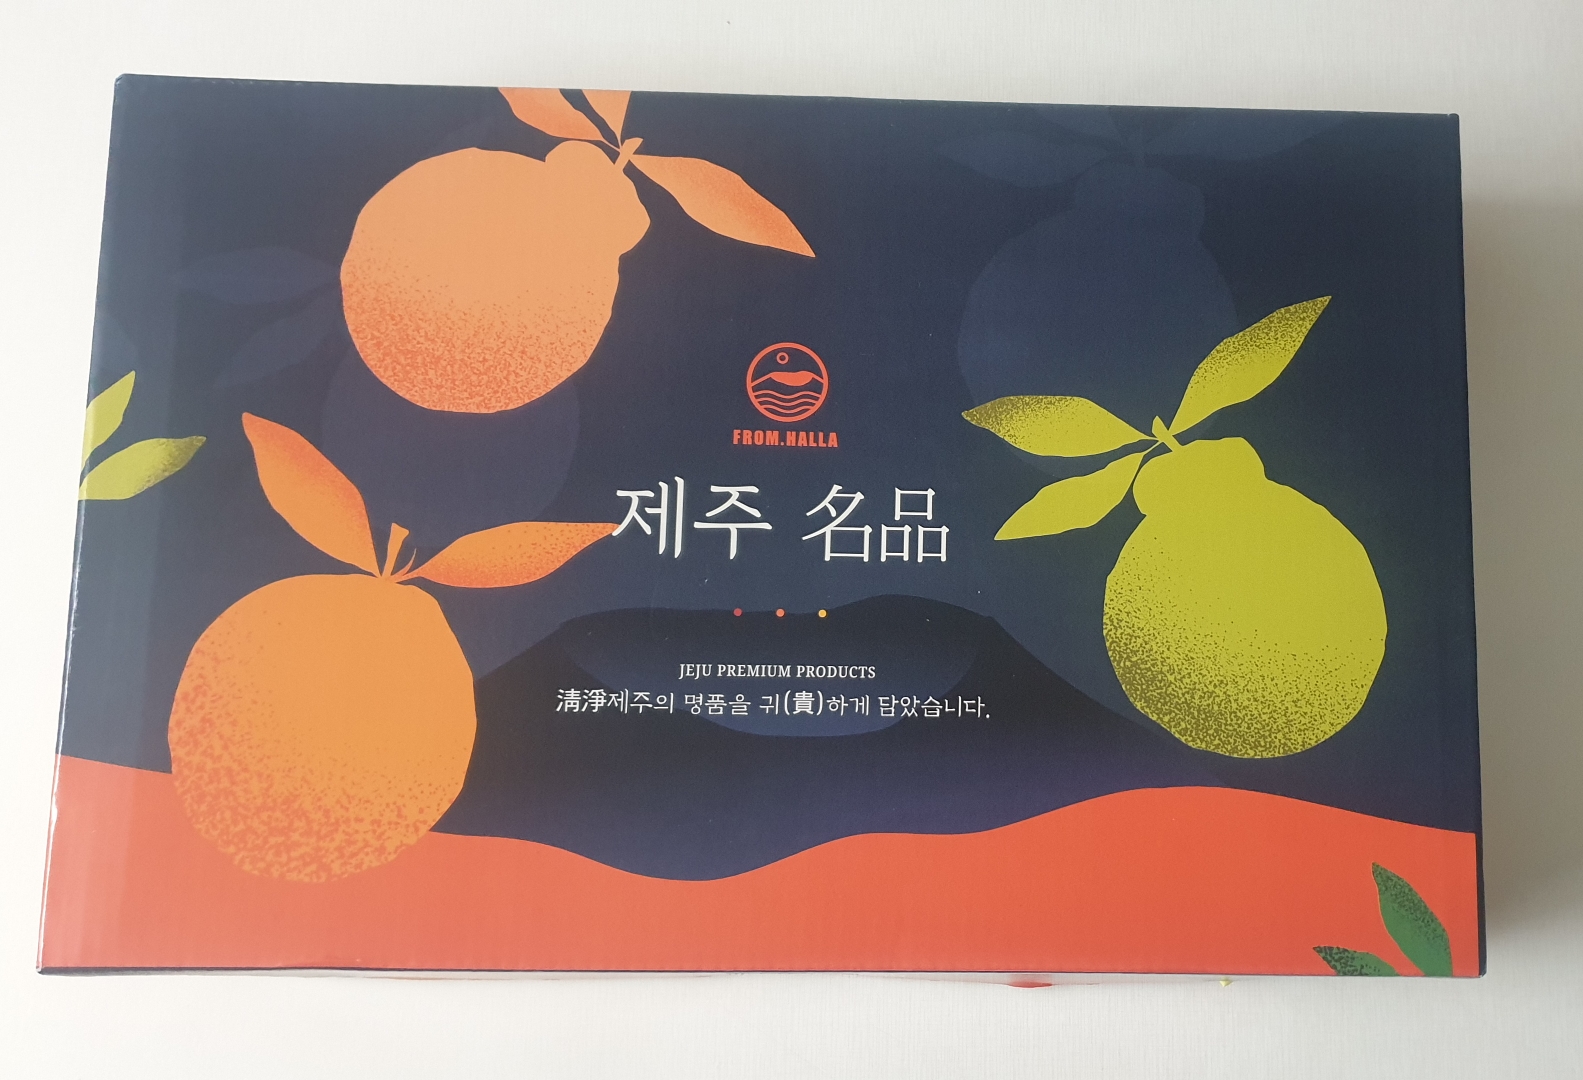 FROM.HALLA
제주 名品
JEJU PREMIUM PRODUCTS
淸淨제주의 명품을 귀(貴)하게 담았습니다.